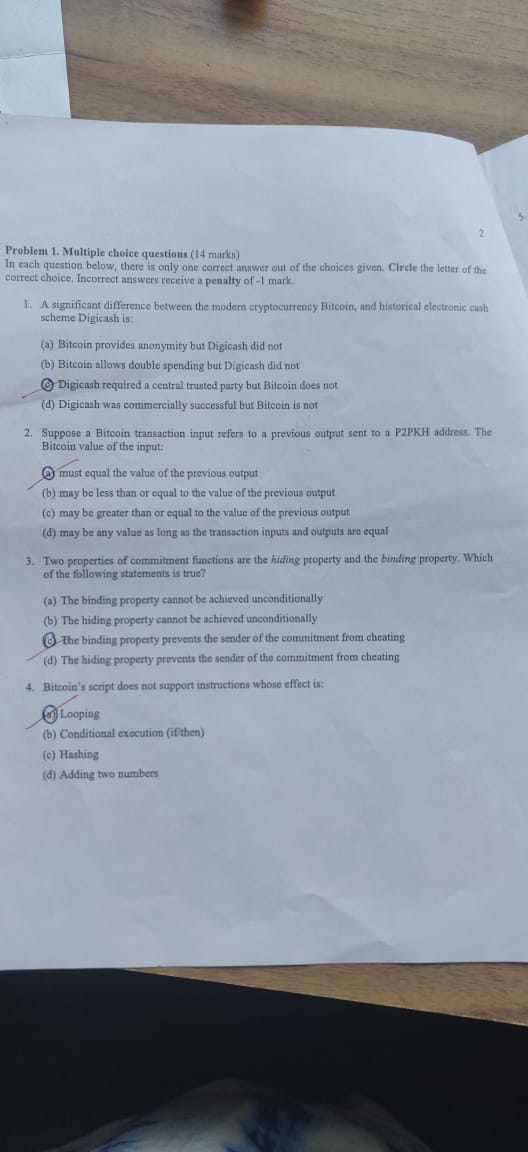 5.
2
Problem 1. Multiple choice questions (14 marks)
In each question below, there is only one correct answer out of the choices given. Circle the letter of the
correct choice. Incorrect answers receive a penalty of -1 mark.
1. A significant difference between the modern cryptocurrency Bitcoin, and historical electronic cash
scheme Digicash is:
(a) Bitcoin provides anonymity but Digicash did not
(b) Bitcoin allows double spending but Digicash did not
(c) Digicash required a central trusted party but Bitcoin does not
(d) Digicash was commercially successful but Bitcoin is not
2. Suppose a Bitcoin transaction input refers to a previous output sent to a P2PKH address. The
Bitcoin value of the input:
(a) must equal the value of the previous output
(b) may be less than or equal to the value of the previous output
(c) may be greater than or equal to the value of the previous output
(d) may be any value as long as the transaction inputs and outputs are equal
3. Two properties of commitment functions are the hiding property and the binding property. Which
of the following statements is true?
(a) The binding property cannot be achieved unconditionally
(b) The hiding property cannot be achieved unconditionally
(c) The binding property prevents the sender of the commitment from cheating
(d) The hiding property prevents the sender of the commitment from cheating
4. Bitcoin's script does not support instructions whose effect is:
(a) Looping
(b) Conditional execution (if/then)
(c) Hashing
(d) Adding two numbers